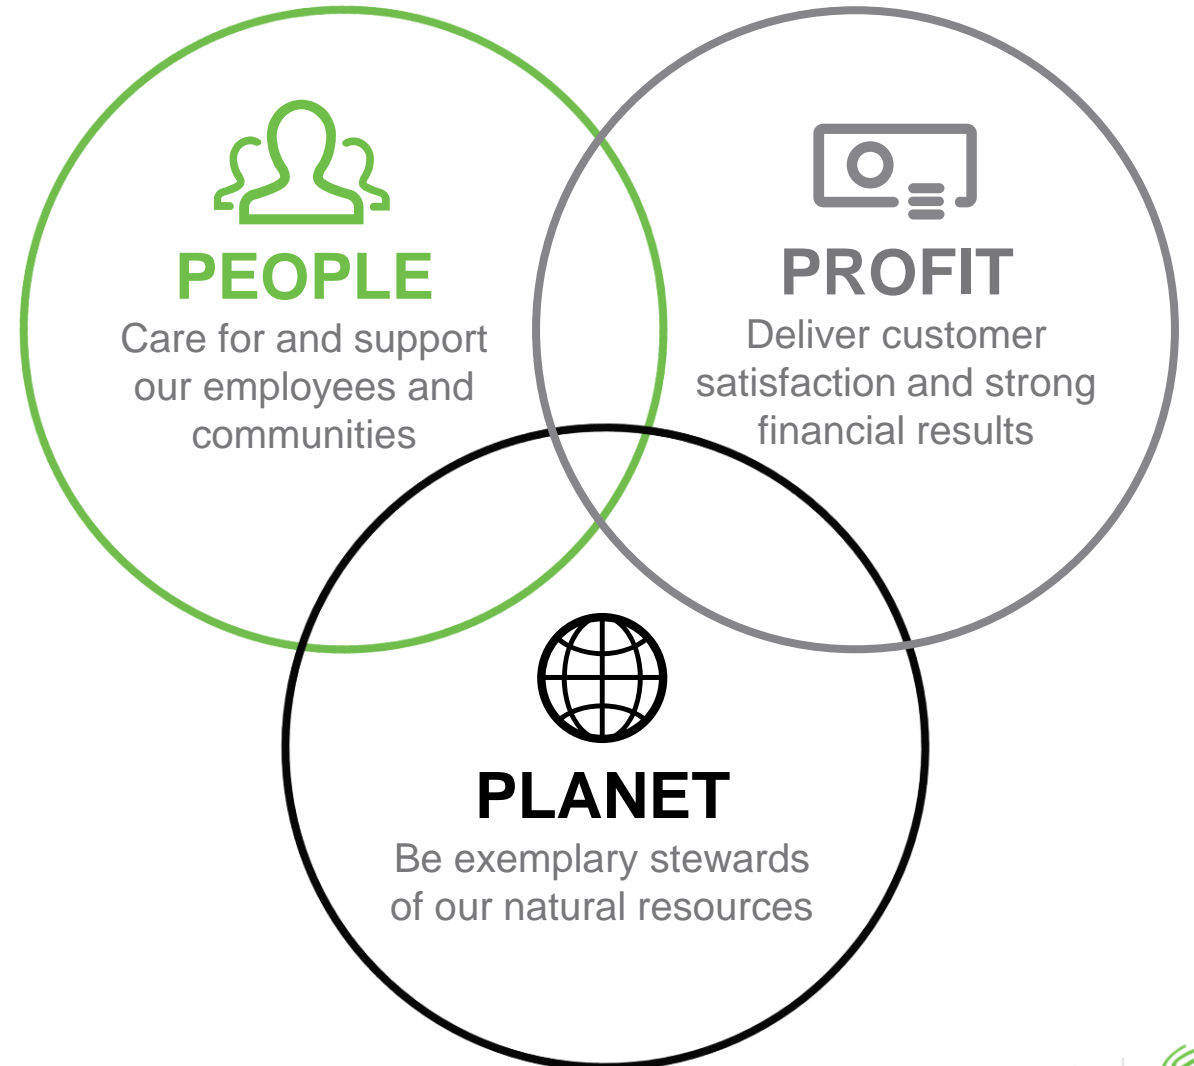 PEOPLE
Care for and support
our employees and
communities
PROFIT
Deliver customer
satisfaction and strong
financial results
PLANET
Be exemplary stewards
of our natural resources